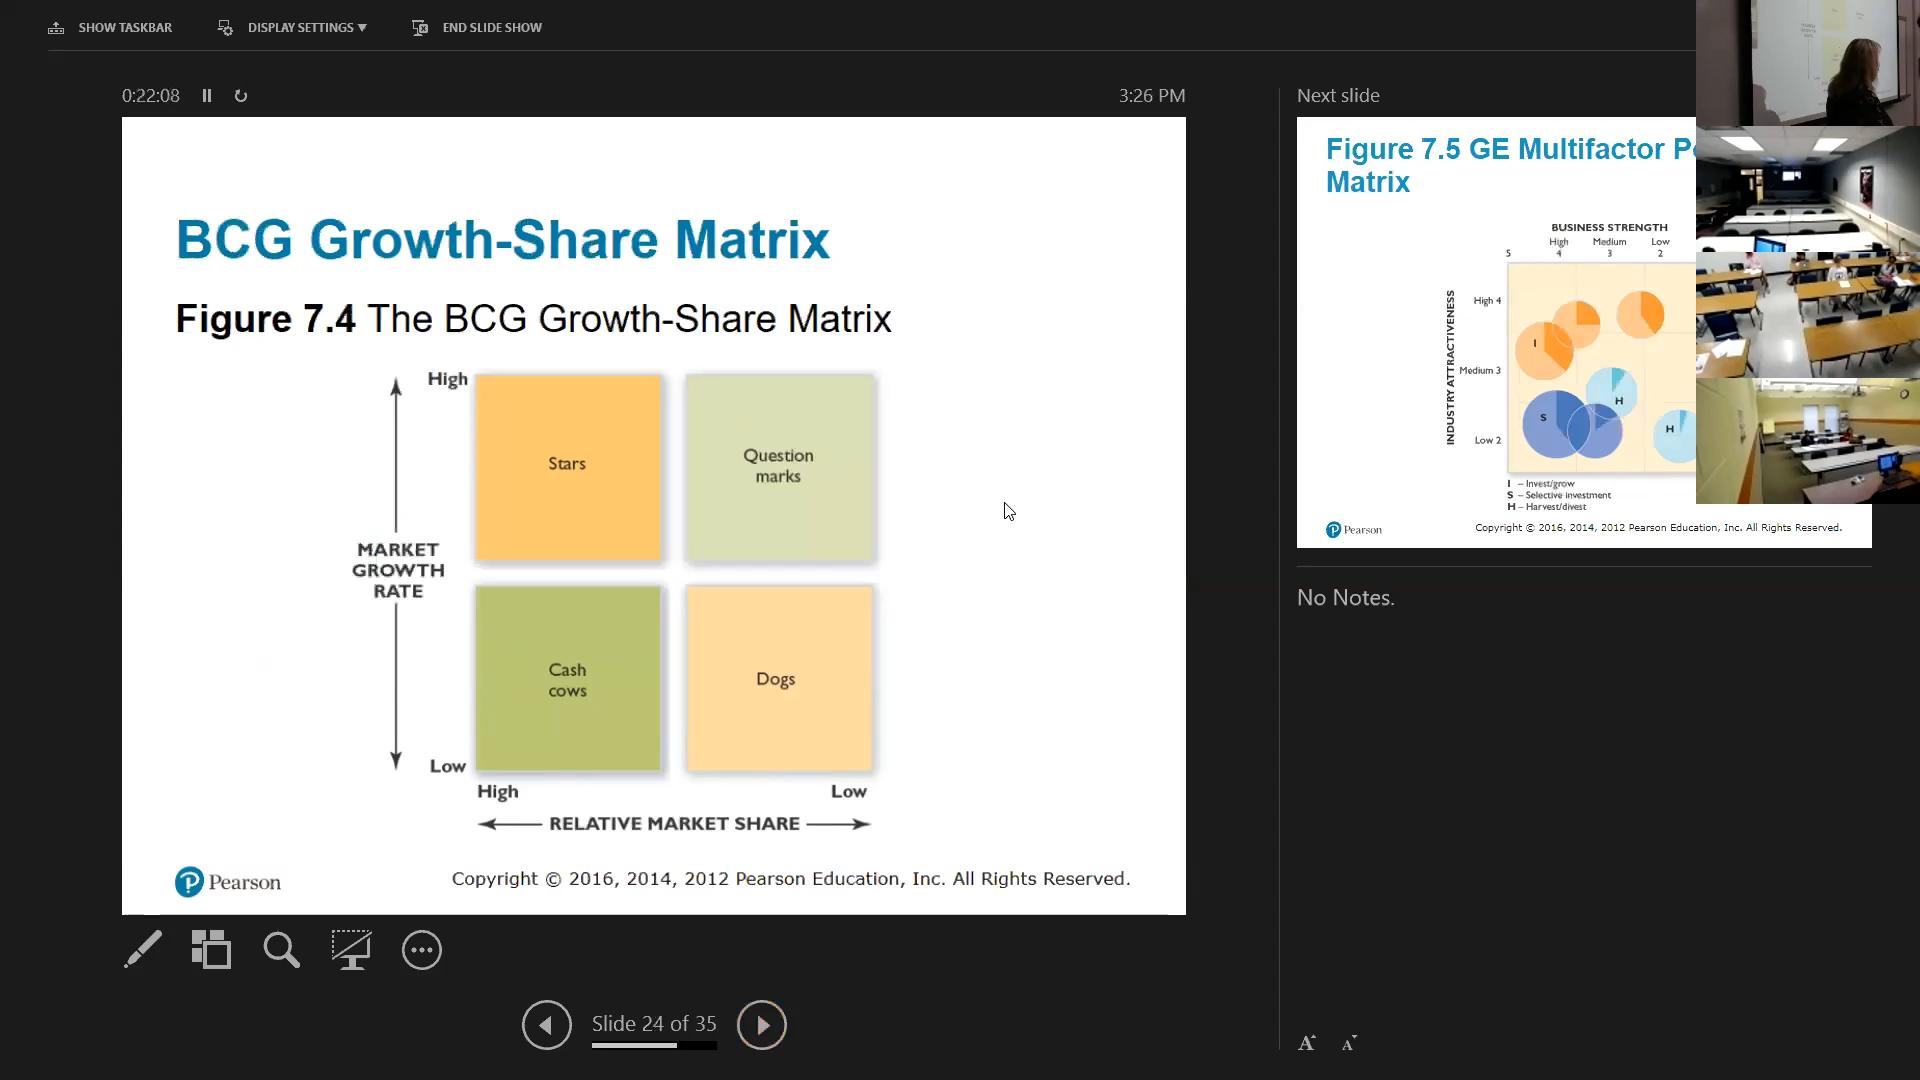 SHOW TASKBAR
DISPLAY SETTINGS ▼
END SLIDE SHOW
0:22:08
3:26 PM
BCG Growth-Share Matrix
Figure 7.4 The BCG Growth-Share Matrix
High
Stars
Question
marks
MARKET
GROWTH
RATE
Cash
cows
Dogs
Low
High
Low
RELATIVE MARKET SHARE
Pearson
Copyright © 2016, 2014, 2012 Pearson Education, Inc. All Rights Reserved.
Slide 24 of 35
Next slide
Figure 7.5 GE Multifactor
Matrix
BUSINESS STRENGTH
High Medium Low
5 4 3 2
INDUSTRY ATTRACTIVENESS
High 4
Medium 3
Low 2
I
H
S
H
I – Invest/grow
S – Selective investment
H – Harvest/divest
Pearson
Copyright © 2016, 2014, 2012 Pearson Education, Inc. All Rights Reserved.
No Notes.
A A